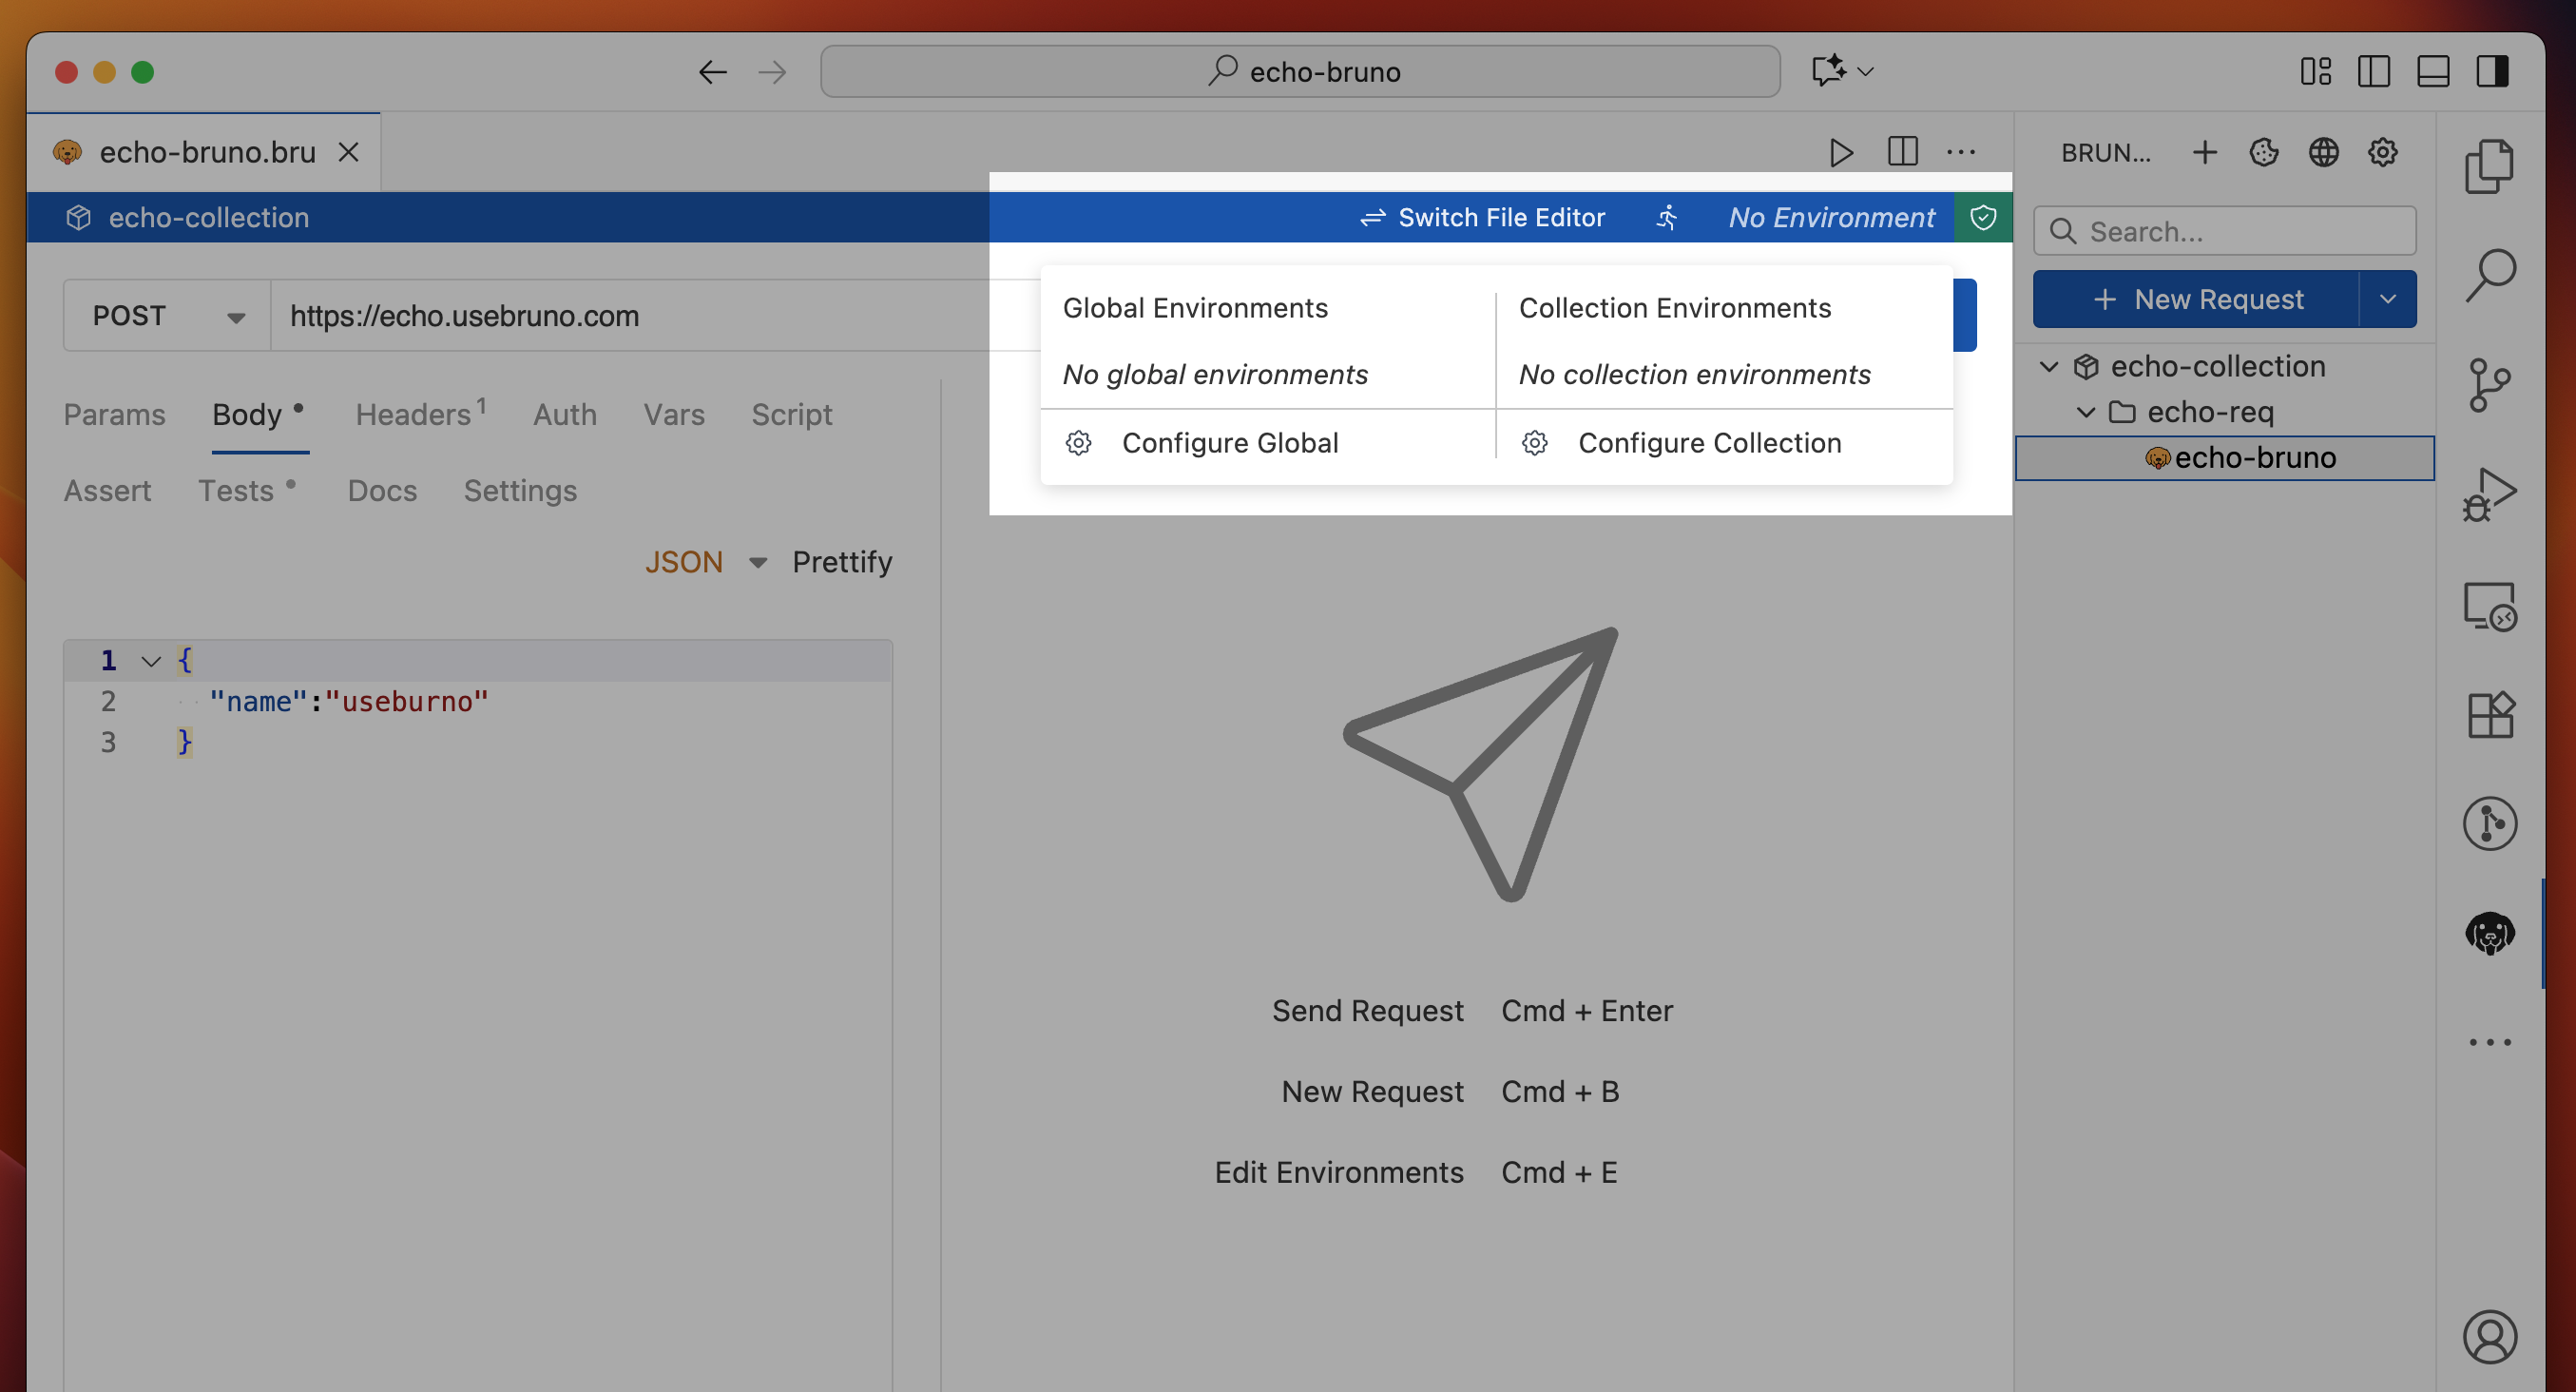 echo-bruno
echo-bruno.bru
BRUN...
echo-collection
Switch File Editor
No Environment
Search...
POST
https://echo.usebruno.com
Global Environments
Collection Environments
No global environments
No collection environments
Configure Global
Configure Collection
New Request
echo-collection
echo-req
echo-bruno
Params Body Headers 1 Auth Vars Script
Assert Tests Docs Settings
JSON Prettify
1 {
2 "name":"useburno"
3 }
Send Request Cmd + Enter
New Request Cmd + B
Edit Environments Cmd + E